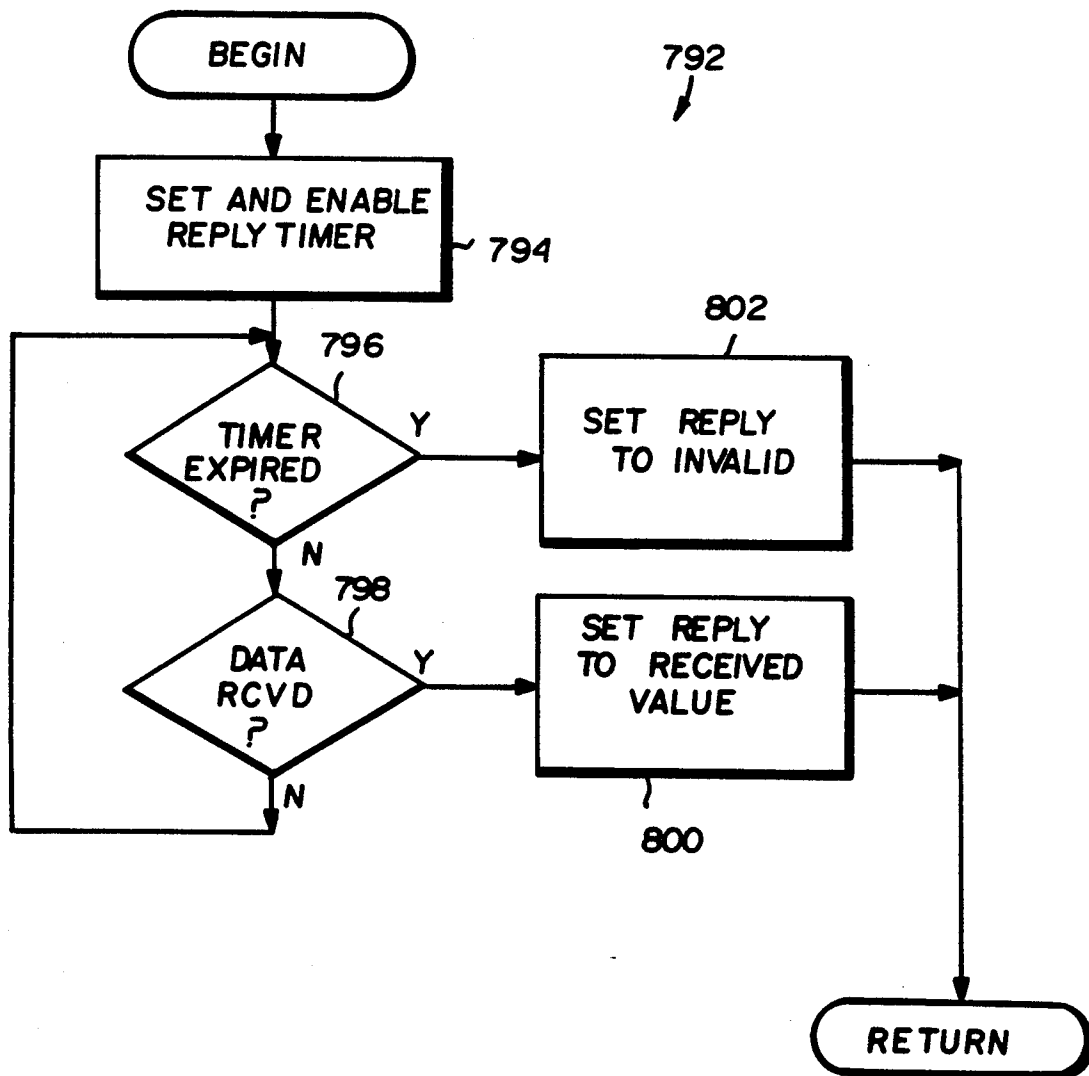 BEGIN
792
SET AND ENABLE
REPLY TIMER
794
796
802
TIMER
EXPIRED
?
Y
SET REPLY
TO INVALID
N
798
DATA
RCVD
?
Y
SET REPLY
TO RECEIVED
VALUE
N
800
RETURN